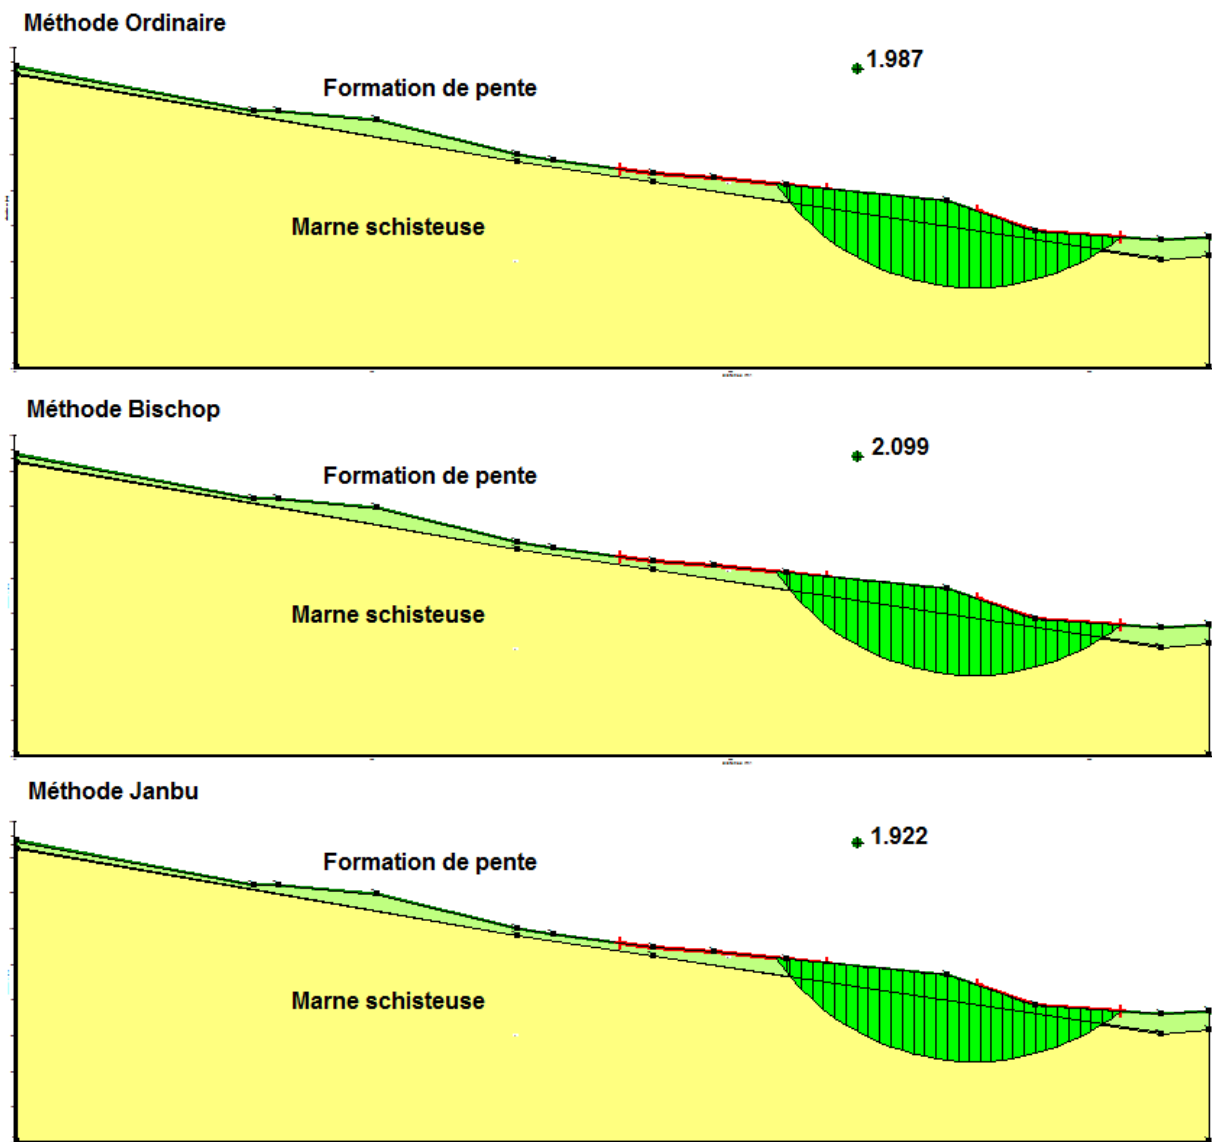 Méthode Ordinaire
1.987
Formation de pente
Marne schisteuse
Méthode Bischop
2.099
Formation de pente
Marne schisteuse
Méthode Janbu
1.922
Formation de pente
Marne schisteuse